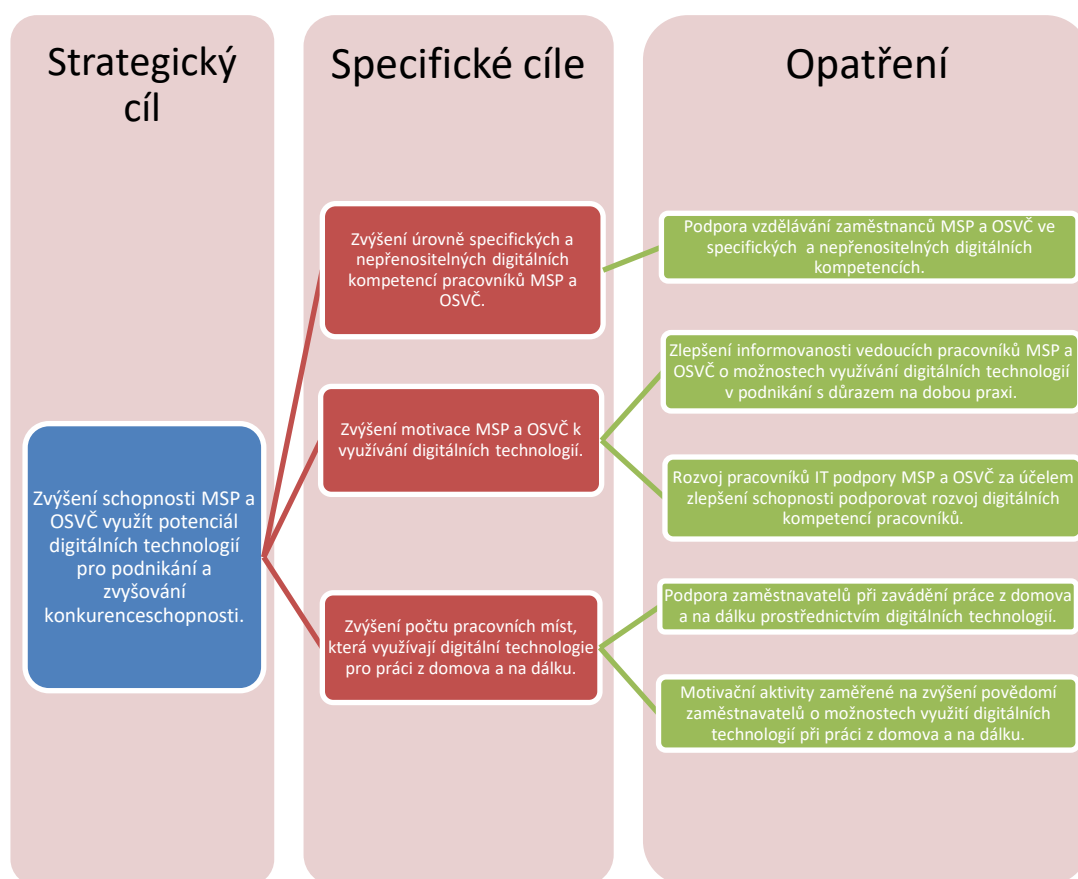 Strategický
cíl
Specifické cíle
Opatření
Zvýšení schopnosti MSP a
OSVČ využít potenciál
digitálních technologií
pro podnikání a
zvyšování
konkurenceschopnosti.
Zvýšení úrovně specifických a
nepřenositelných digitálních
kompetencí pracovníků MSP a
OSVČ.
Zvýšení motivace MSP a OSVČ k
využívání digitálních technologií.
Zvýšení počtu pracovních míst,
která využívají digitální technologie
pro práci z domova a na dálku.
Podpora vzdělávání zaměstnanců MSP a OSVČ ve
specifických a nepřenositelných digitálních
kompetencích.
Zlepšení informovanosti vedoucích pracovníků MSP a
OSVČ o možnostech využívání digitálních technologií
v podnikání s důrazem na dobou praxi.
Rozvoj pracovníků IT podpory MSP a OSVČ za účelem
zlepšení schopnosti podporovat rozvoj digitálních
kompetencí pracovníků.
Podpora zaměstnavatelů při zavádění práce z domova
a na dálku prostřednictvím digitálních technologií.
Motivační aktivity zaměřené na zvýšení povědomí
zaměstnavatelů o možnostech využití digitálních
technologií při práci z domova a na dálku.